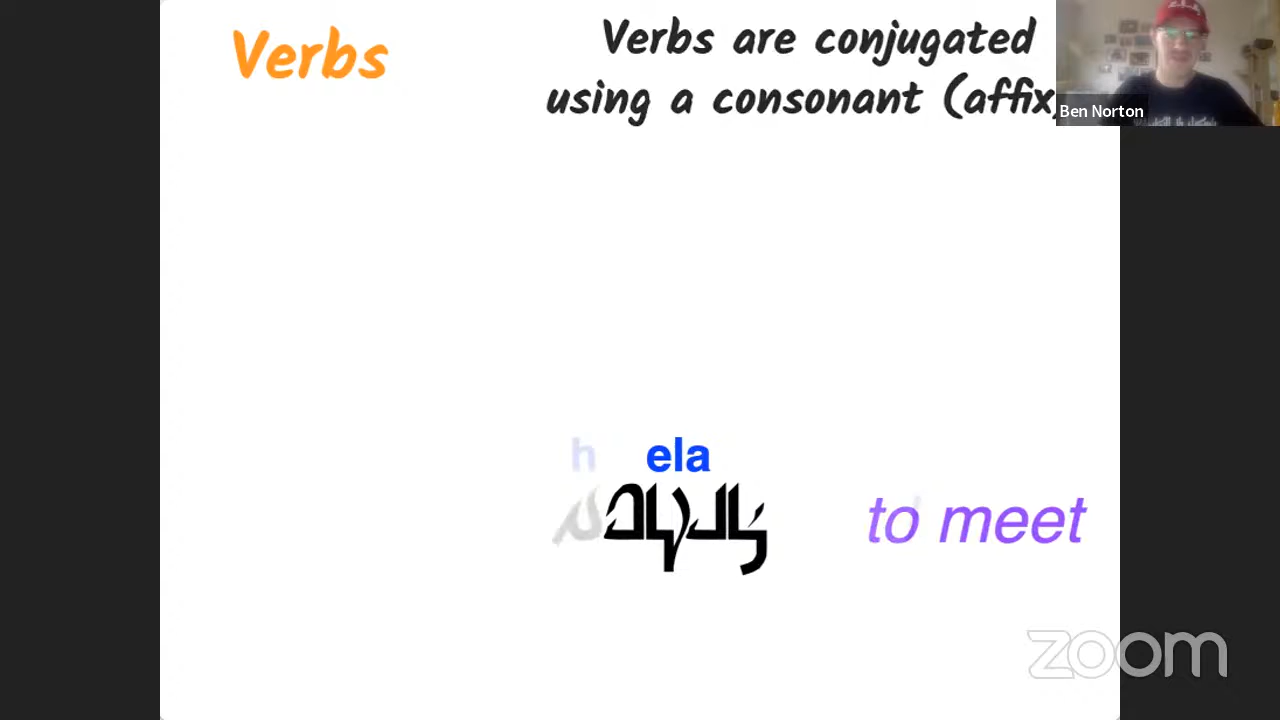 Verbs
Verbs are conjugated
using a consonant (affix
Ben Norton
h ela
to meet
zoom